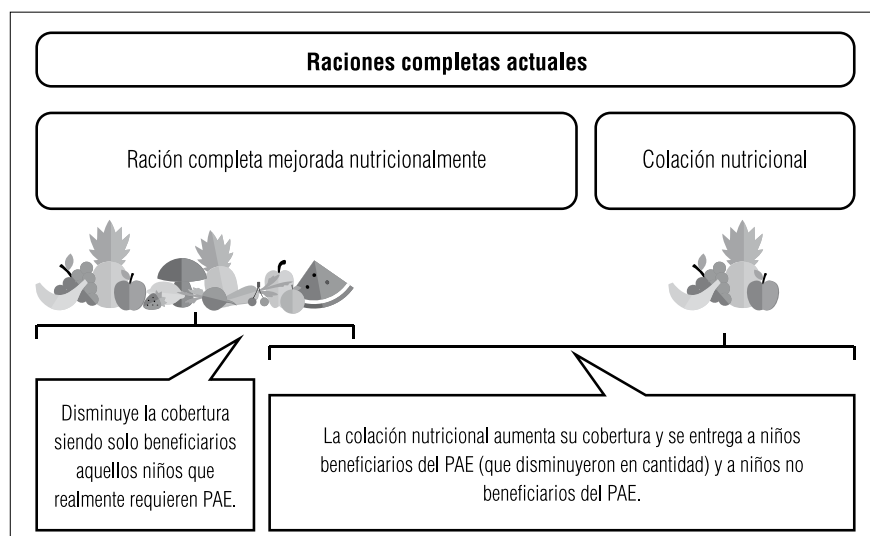 Raciones completas actuales
Ración completa mejorada nutricionalmente
Colación nutricional
Disminuye la cobertura
siendo solo beneficiarios
aquellos niños que
realmente requieren PAE.
La colación nutricional aumenta su cobertura y se entrega a niños
beneficiarios del PAE (que disminuyeron en cantidad) y a niños no
beneficiarios del PAE.